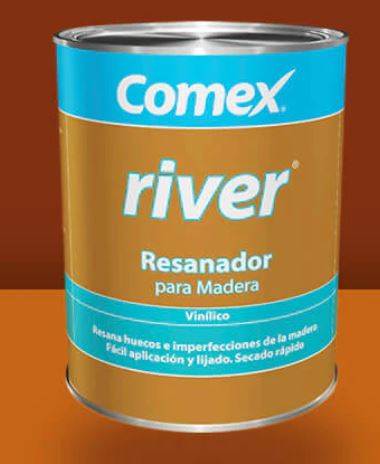 Comex®
river®
Resanador
para Madera
Vinílico
Resana huecos e imperfecciones de la madera
Fácil aplicación y lijado. Secado rápido